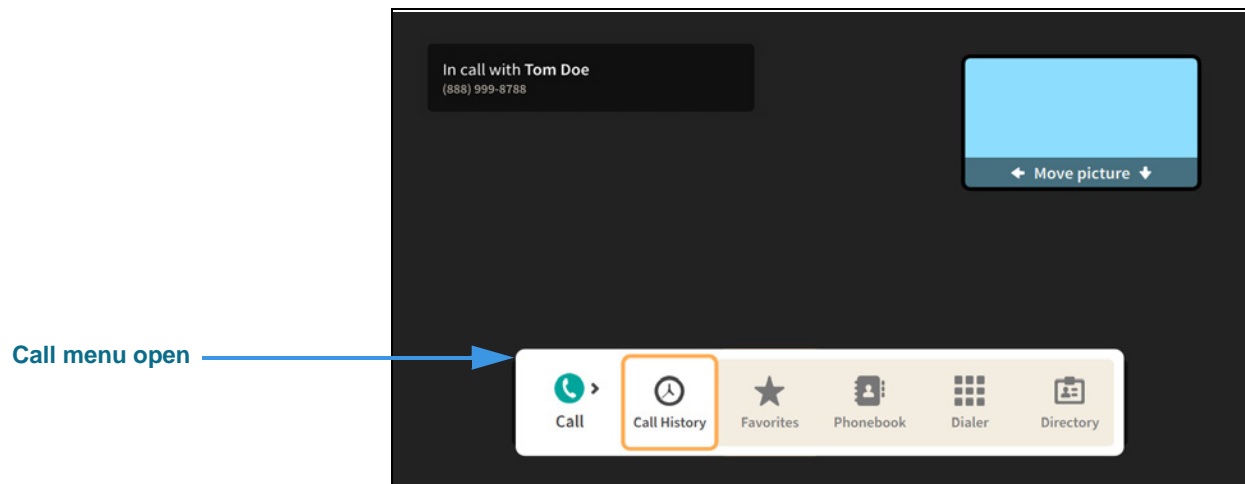 In call with Tom Doe
(888) 999-8788
Move picture
Call menu open
Call
Call History
Favorites
Phonebook
Dialer
Directory